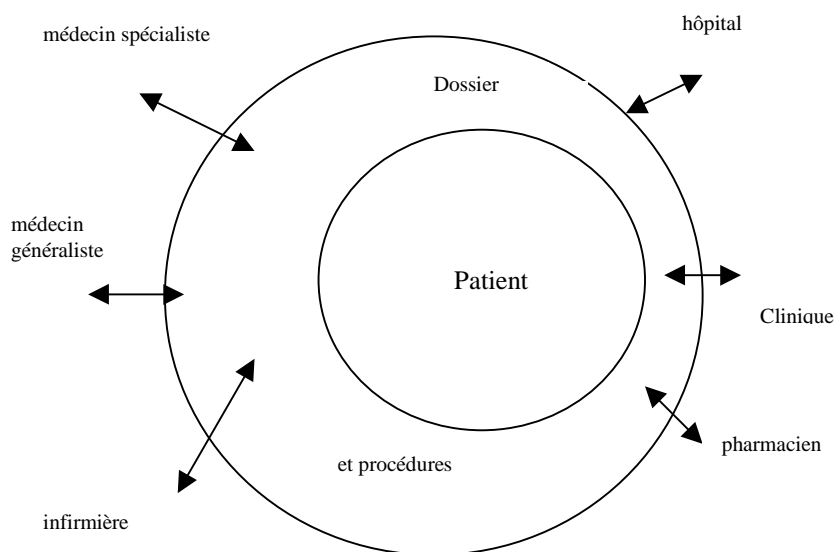 hôpital
médecin spécialiste
Dossier
médecin
généraliste
Patient
Clinique
pharmacien
et procédures
infirmière